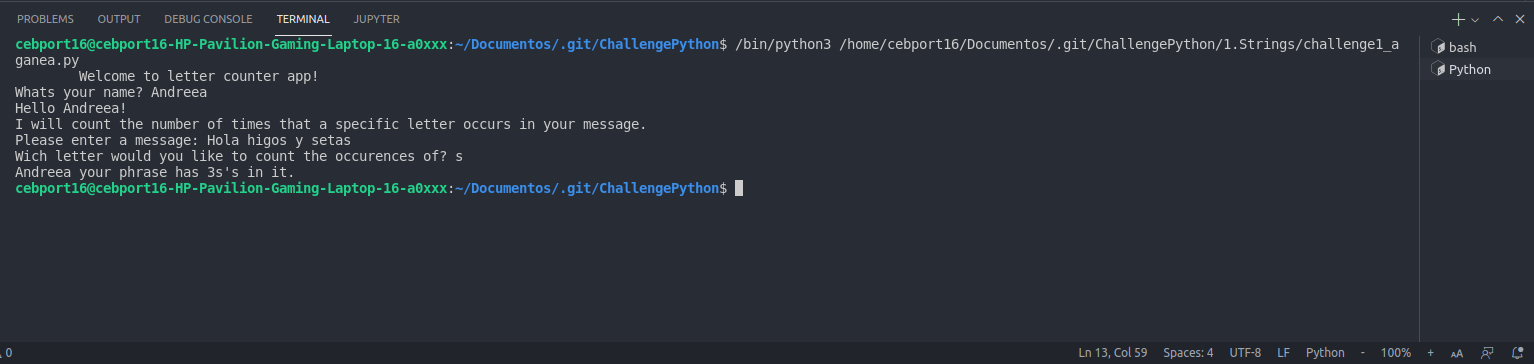 PROBLEMS OUTPUT DEBUG CONSOLE TERMINAL JUPYTER
cebport16@cebport16-HP-Pavilion-Gaming-Laptop-16-a0xxx:~/Documentos/.git/ChallengePython$ /bin/python3 /home/cebport16/Documentos/.git/ChallengePython/1.Strings/challenge1_a
ganea.py
Welcome to letter counter app!
Whats your name? Andreea
Hello Andreea!
I will count the number of times that a specific letter occurs in your message.
Please enter a message: Hola higos y setas
Wich letter would you like to count the occurences of? s
Andreea your phrase has 3s's in it.
cebport16@cebport16-HP-Pavilion-Gaming-Laptop-16-a0xxx:~/Documentos/.git/ChallengePython$
bash
Python
0 Ln 13, Col 59 Spaces: 4 UTF-8 LF Python - 100% + AA